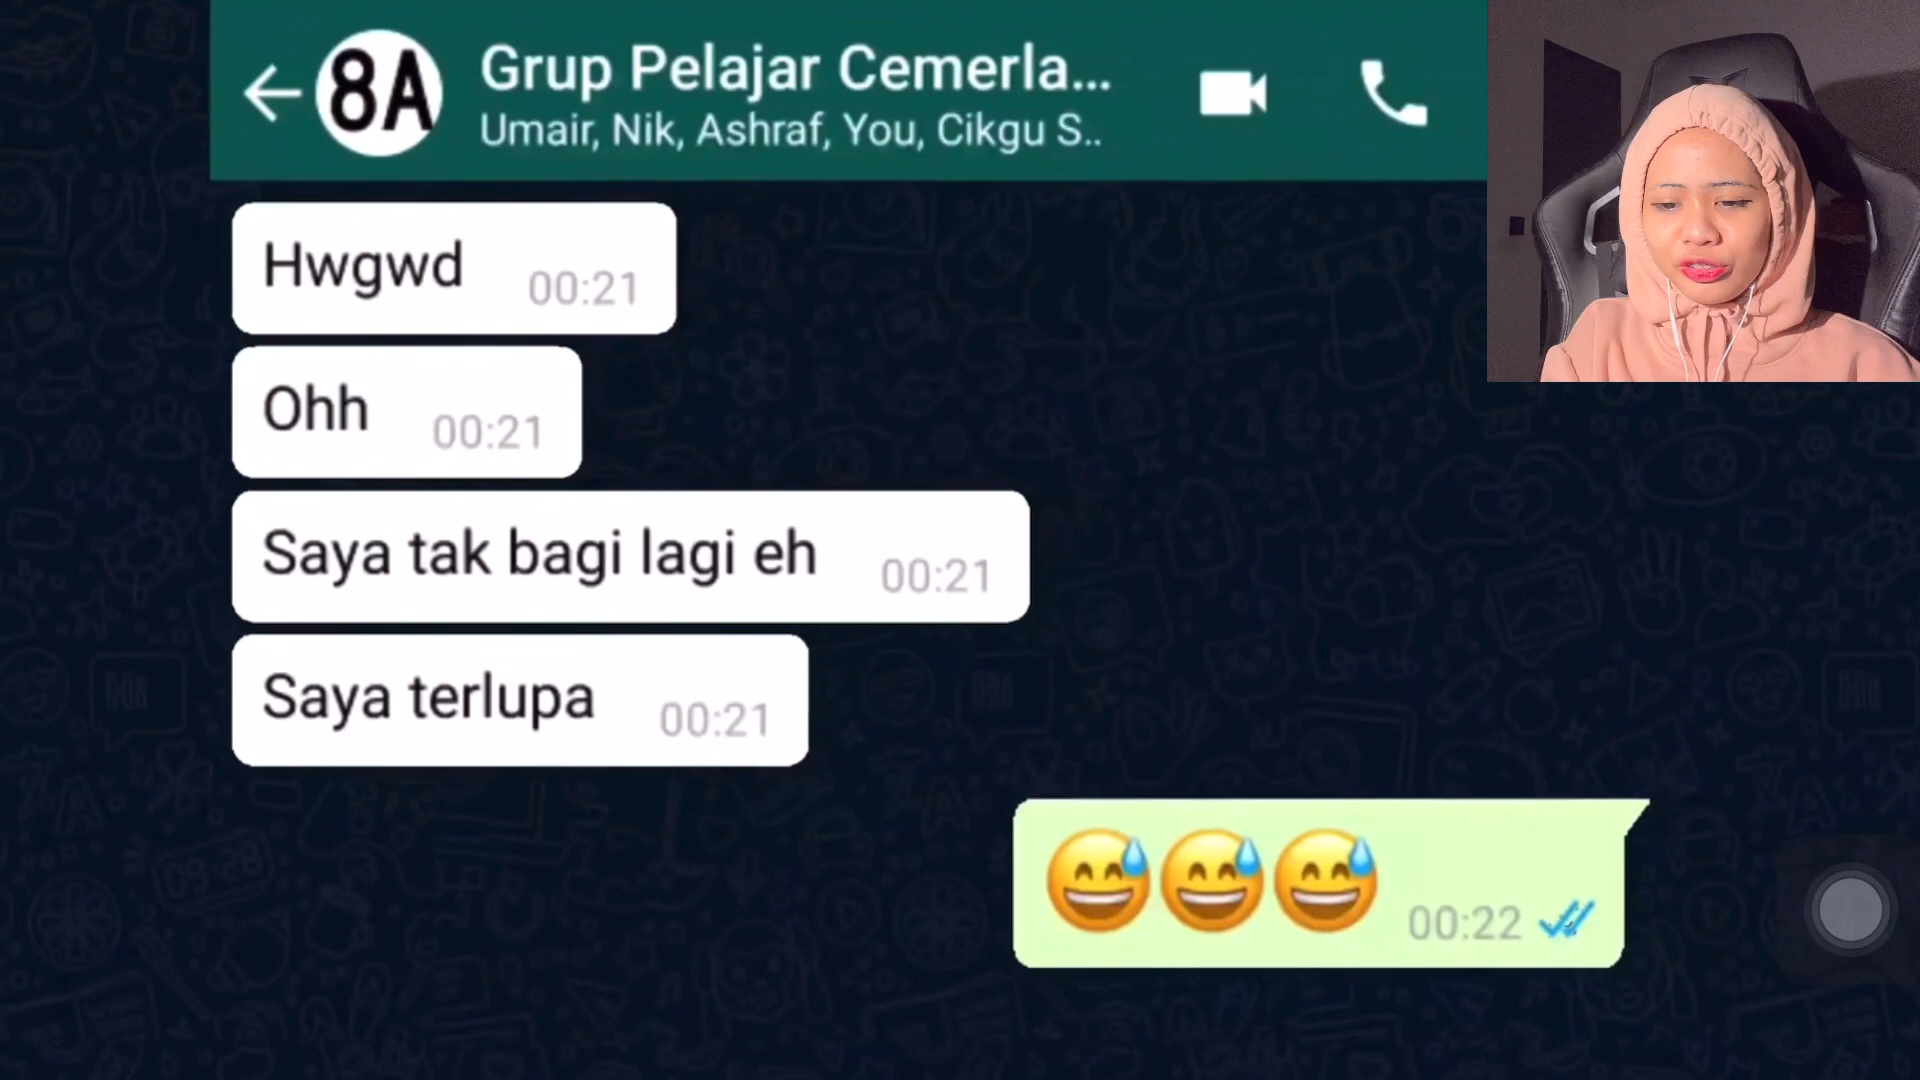 8A
Grup Pelajar Cemerla...
Umair, Nik, Ashraf, You, Cikgu S..
Hwgwd 00:21
Ohh 00:21
Saya tak bagi lagi eh 00:21
Saya terlupa 00:21
😅😅😅 00:22